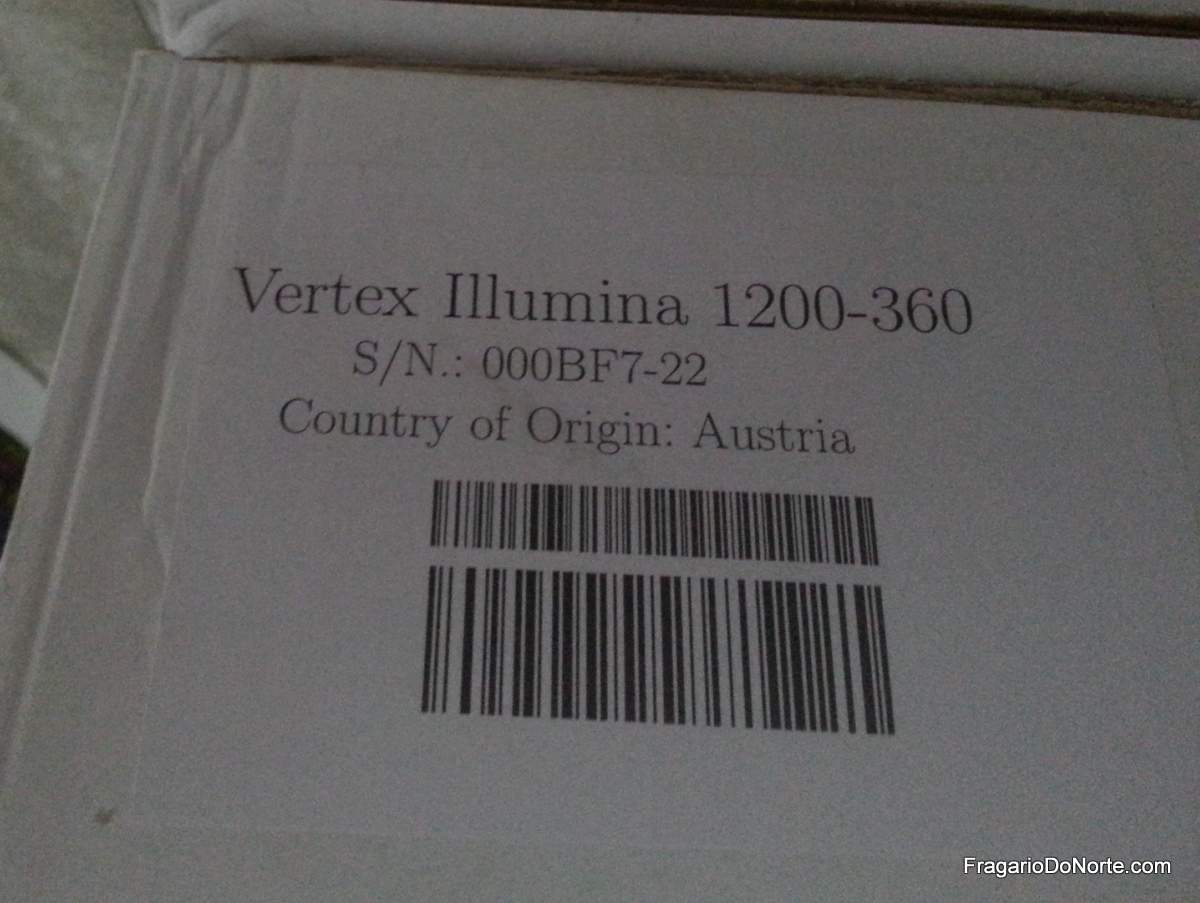 Vertex Illumina 1200-360
S/N.: 000BF7-22
Country of Origin: Austria
FragarioDoNorte.com